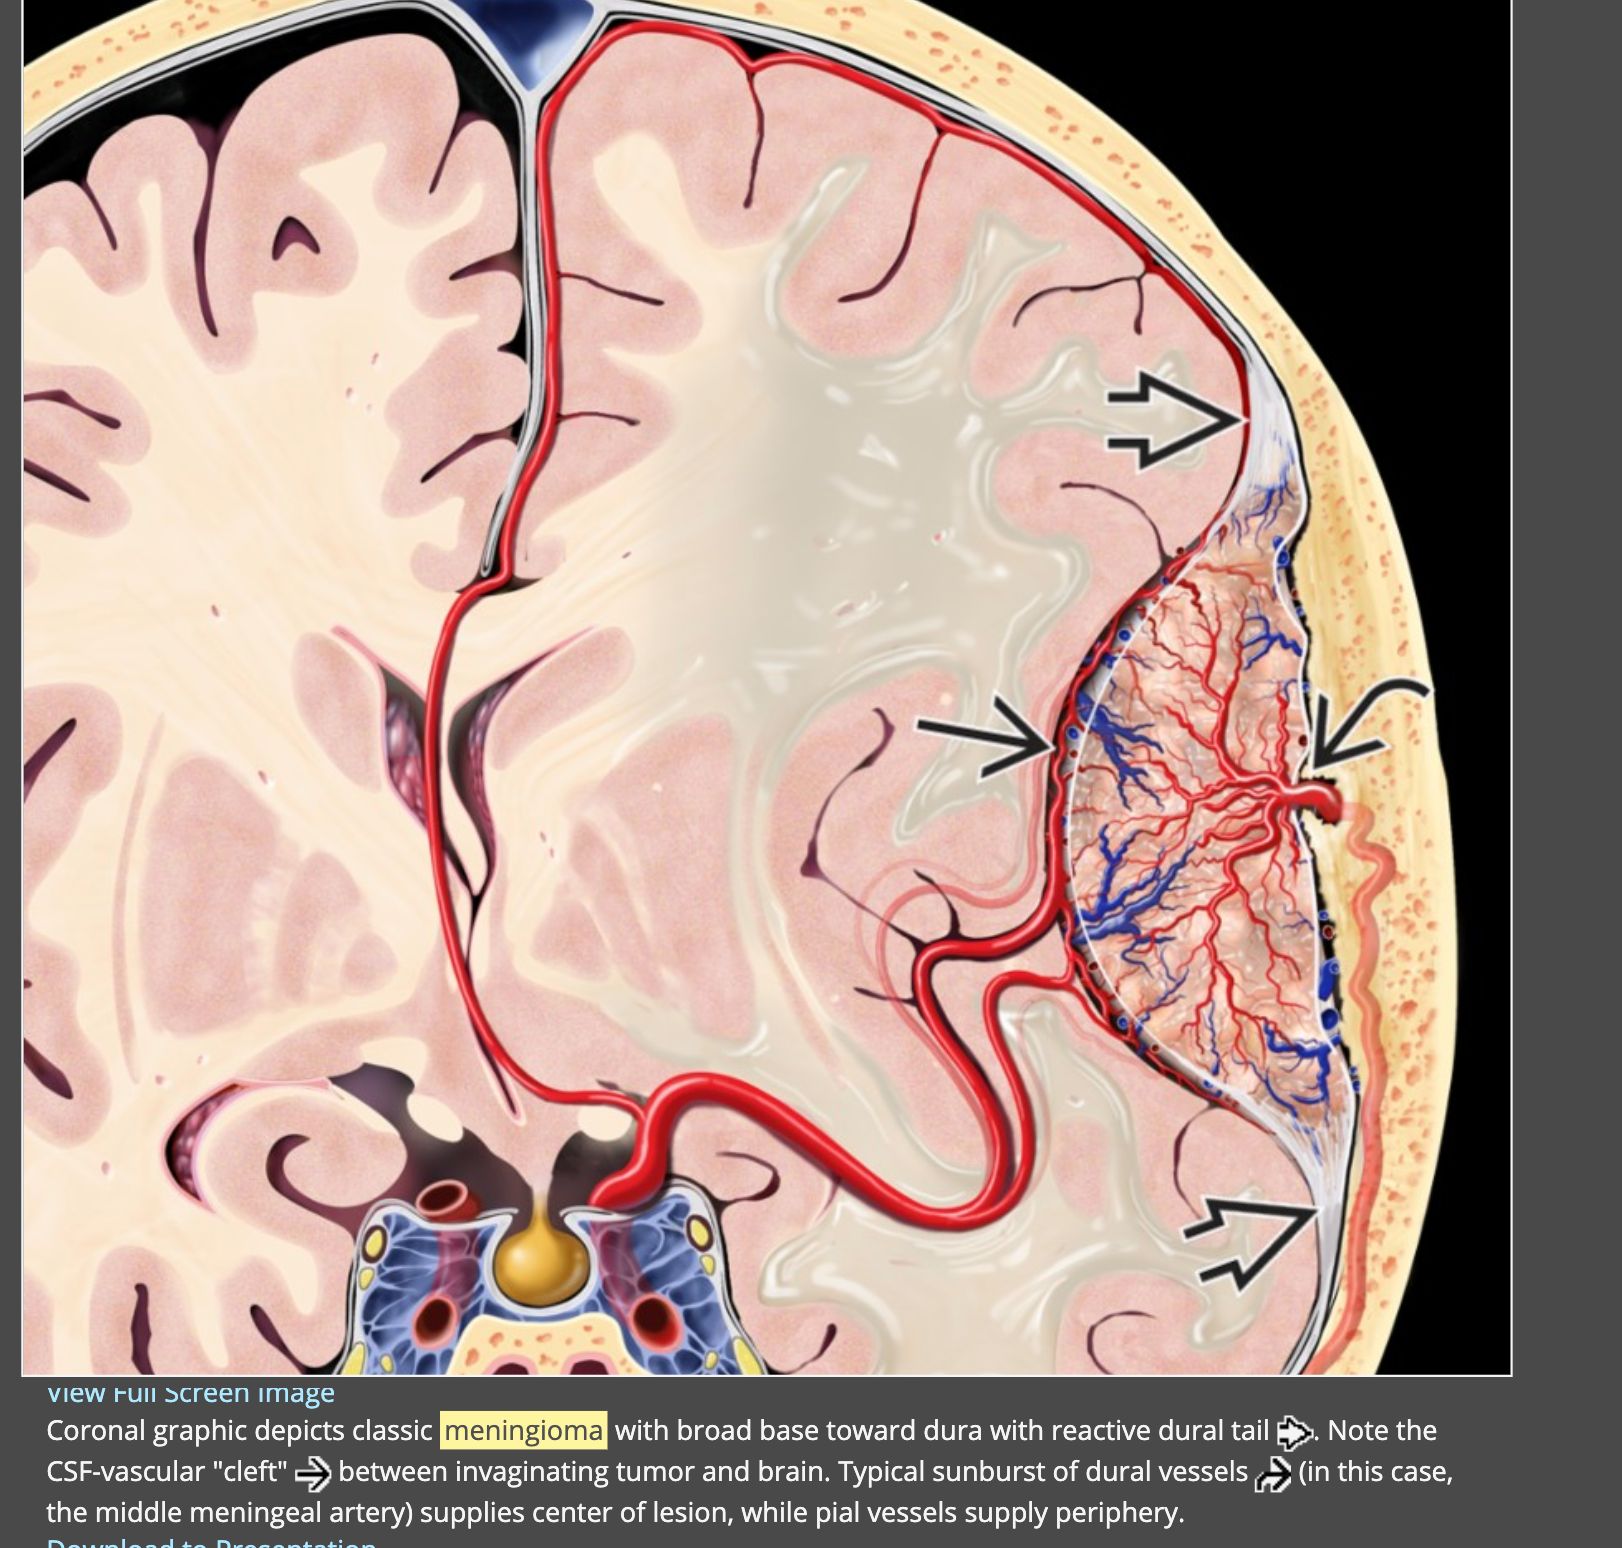 View Full Screen Image
Coronal graphic depicts classic meningioma with broad base toward dura with reactive dural tail . Note the
CSF-vascular "cleft" between invaginating tumor and brain. Typical sunburst of dural vessels (in this case,
the middle meningeal artery) supplies center of lesion, while pial vessels supply periphery.
Download to Presentation